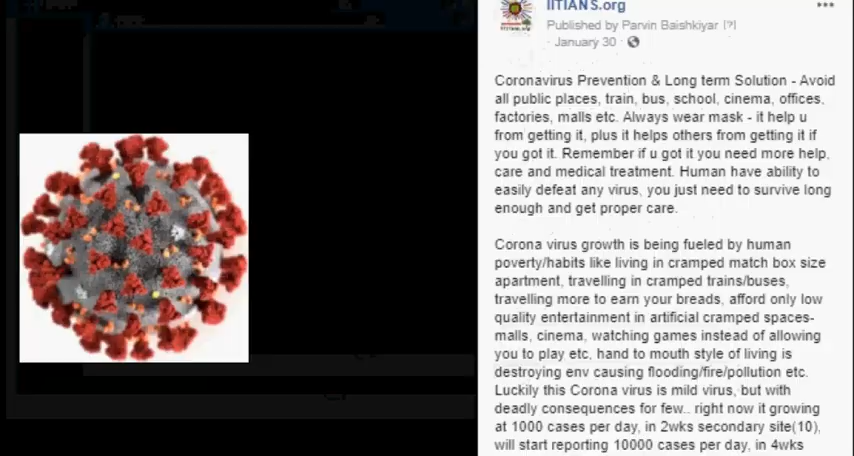 IITIANS.org
Published by Parvin Baishkiyar [?]
· January 30 ·
Coronavirus Prevention & Long term Solution - Avoid
all public places, train, bus, school, cinema, offices,
factories, malls etc. Always wear mask - it help u
from getting it, plus it helps others from getting it if
you got it. Remember if u got it you need more help,
care and medical treatment. Human have ability to
easily defeat any virus, you just need to survive long
enough and get proper care.
Corona virus growth is being fueled by human
poverty/habits like living in cramped match box size
apartment, travelling in cramped trains/buses,
travelling more to earn your breads, afford only low
quality entertainment in artificial cramped spaces-
malls, cinema, watching games instead of allowing
you to play etc, hand to mouth style of living is
destroying env causing flooding/fire/pollution etc.
Luckily this Corona virus is mild virus, but with
deadly consequences for few.. right now it growing
at 1000 cases per day, in 2wks secondary site(10),
will start reporting 10000 cases per day, in 4wks